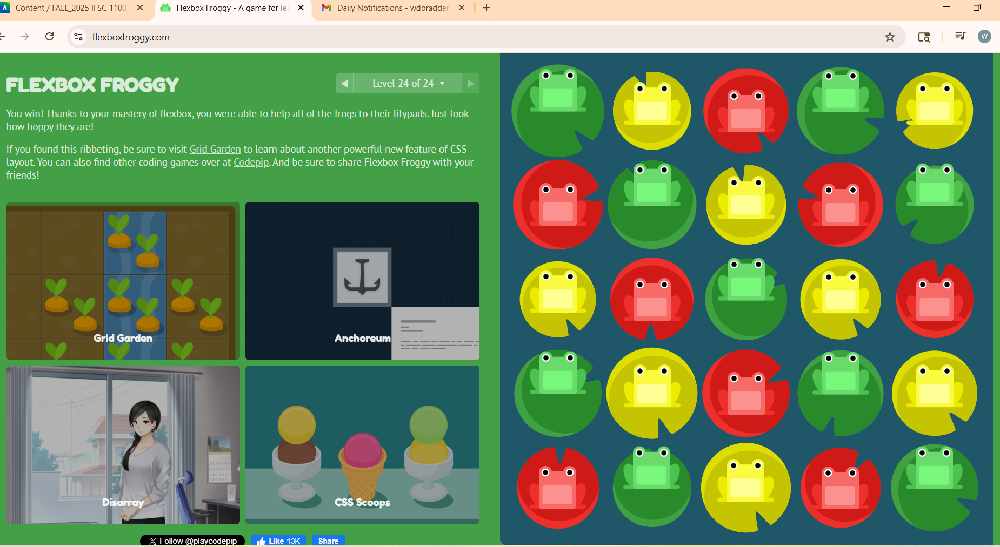 Content / FALL_2025 IFSC 1100
Flexbox Froggy - A game for le
Daily Notifications - wdbradden
flexboxfroggy.com
W
FLEXBOX FROGGY
Level 24 of 24
You win! Thanks to your mastery of flexbox, you were able to help all of the frogs to their lilypads. Just look
how hoppy they are!
If you found this ribbeting, be sure to visit Grid Garden to learn about another powerful new feature of CSS
layout. You can also find other coding games over at Codepip. And be sure to share Flexbox Froggy with your
friends!
Grid Garden
Anchoreum
Disarray
CSS Scoops
Follow @playcodepip
Like 13K
Share